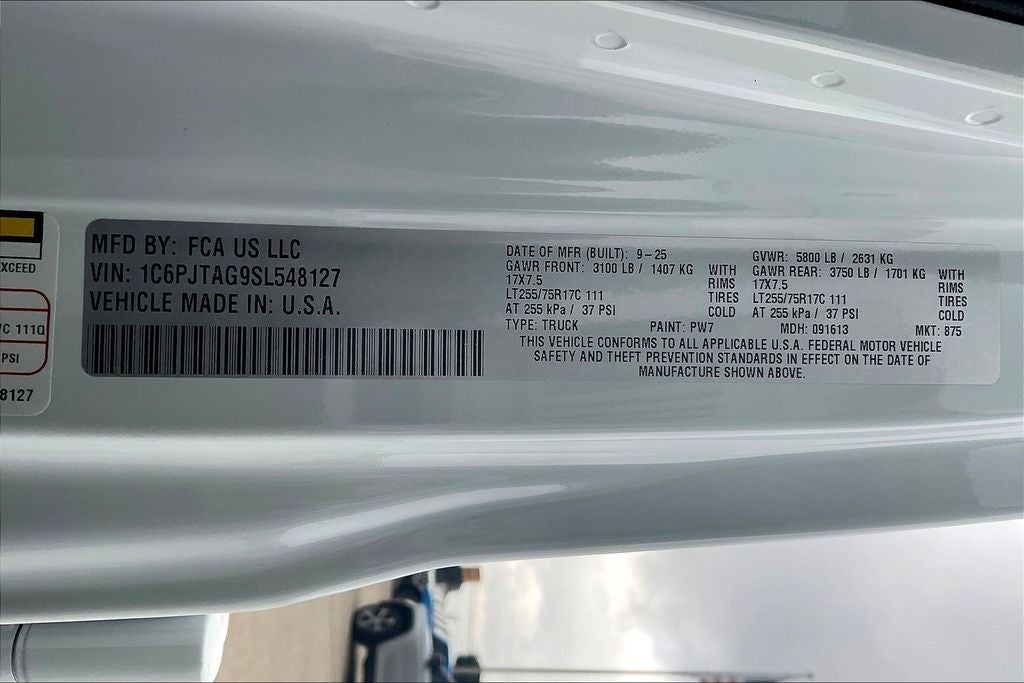 EXCEED
C 111Q
PSI
8127
MFD BY: FCA US LLC
VIN: 1C6PJTAG9SL548127
VEHICLE MADE IN: U.S.A.
DATE OF MFR (BUILT): 9-25
GAWR FRONT: 3100 LB / 1407 KG WITH
17X7.5 RIMS
LT255/75R17C 111 TIRES
AT 255 kPa / 37 PSI COLD
GVWR: 5800 LB / 2631 KG
GAWR REAR: 3750 LB / 1701 KG WITH
17X7.5 RIMS
LT255/75R17C 111 TIRES
AT 255 kPa / 37 PSI COLD
TYPE: TRUCK PAINT: PW7 MDH: 091613 MKT: 875
THIS VEHICLE CONFORMS TO ALL APPLICABLE U.S.A. FEDERAL MOTOR VEHICLE
SAFETY AND THEFT PREVENTION STANDARDS IN EFFECT ON THE DATE OF
MANUFACTURE SHOWN ABOVE.